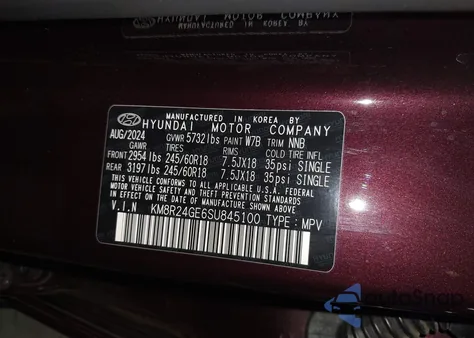 MANUFACTURED IN KOREA BY
HYUNDAI MOTOR COMPANY
AUG/2024 GVWR 5732 lbs PAINT W7B TRIM NNB
GAWR TIRES RIMS COLD TIRE INFL.
FRONT 2954 lbs 245/60R18 7.5JX18 35psi SINGLE
REAR 3197 lbs 245/60R18 7.5JX18 35psi SINGLE
THIS VEHICLE CONFORMS TO ALL APPLICABLE U.S.A. FEDERAL
MOTOR VEHICLE SAFETY AND THEFT PREVENTION STANDARDS
IN EFFECT ON THE DATE OF MANUFACTURE SHOWN ABOVE.
V.I.N KM8R24GE6SU845100 TYPE : MPV
AutoSnap